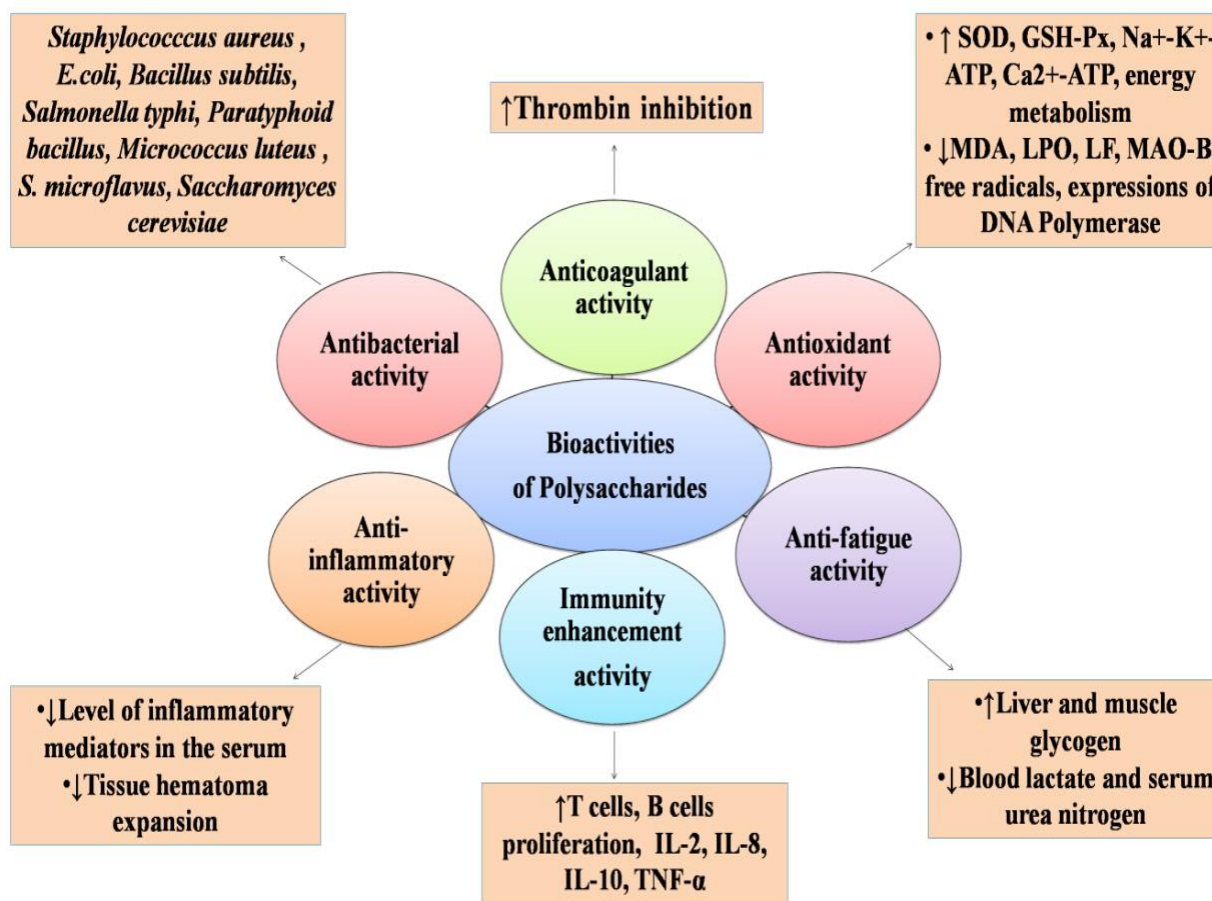 Staphylococccus aureus ,
E.coli, Bacillus subtilis,
Salmonella typhi, Paratyphoid
bacillus, Micrococcus luteus ,
S. microflavus, Saccharomyces
cerevisiae
↑Thrombin inhibition
• ↑ SOD, GSH-Px, Na+-K+-
ATP, Ca2+-ATP, energy
metabolism
• ↓MDA, LPO, LF, MAO-B
free radicals, expressions of
DNA Polymerase
Anticoagulant
activity
Antibacterial
activity
Antioxidant
activity
Bioactivities
of Polysaccharides
Anti-
inflammatory
activity
Anti-fatigue
activity
Immunity
enhancement
activity
•↓Level of inflammatory
mediators in the serum
•↓Tissue hematoma
expansion
↑T cells, B cells
proliferation, IL-2, IL-8,
IL-10, TNF-α
•↑Liver and muscle
glycogen
•↓Blood lactate and serum
urea nitrogen